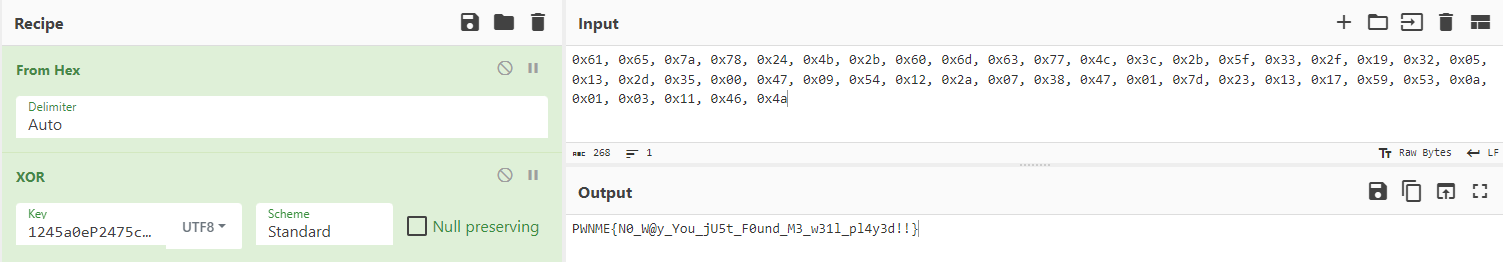 Recipe
From Hex
Delimiter
Auto
XOR
Key
1245a0eP2475c...
UTF8
Scheme
Standard
Null preserving
Input
0x61, 0x65, 0x7a, 0x78, 0x24, 0x4b, 0x2b, 0x60, 0x6d, 0x63, 0x77, 0x4c, 0x3c, 0x2b, 0x5f, 0x33, 0x2f, 0x19, 0x32, 0x05,
0x13, 0x2d, 0x35, 0x00, 0x47, 0x09, 0x54, 0x12, 0x2a, 0x07, 0x38, 0x47, 0x01, 0x7d, 0x23, 0x13, 0x17, 0x59, 0x53, 0x0a,
0x01, 0x03, 0x11, 0x46, 0x4a
ABC 268 1 Tт Raw Bytes LF
Output
PWNME{N0_W@y_You_jU5t_F0und_M3_w31l_pl4y3d!!}